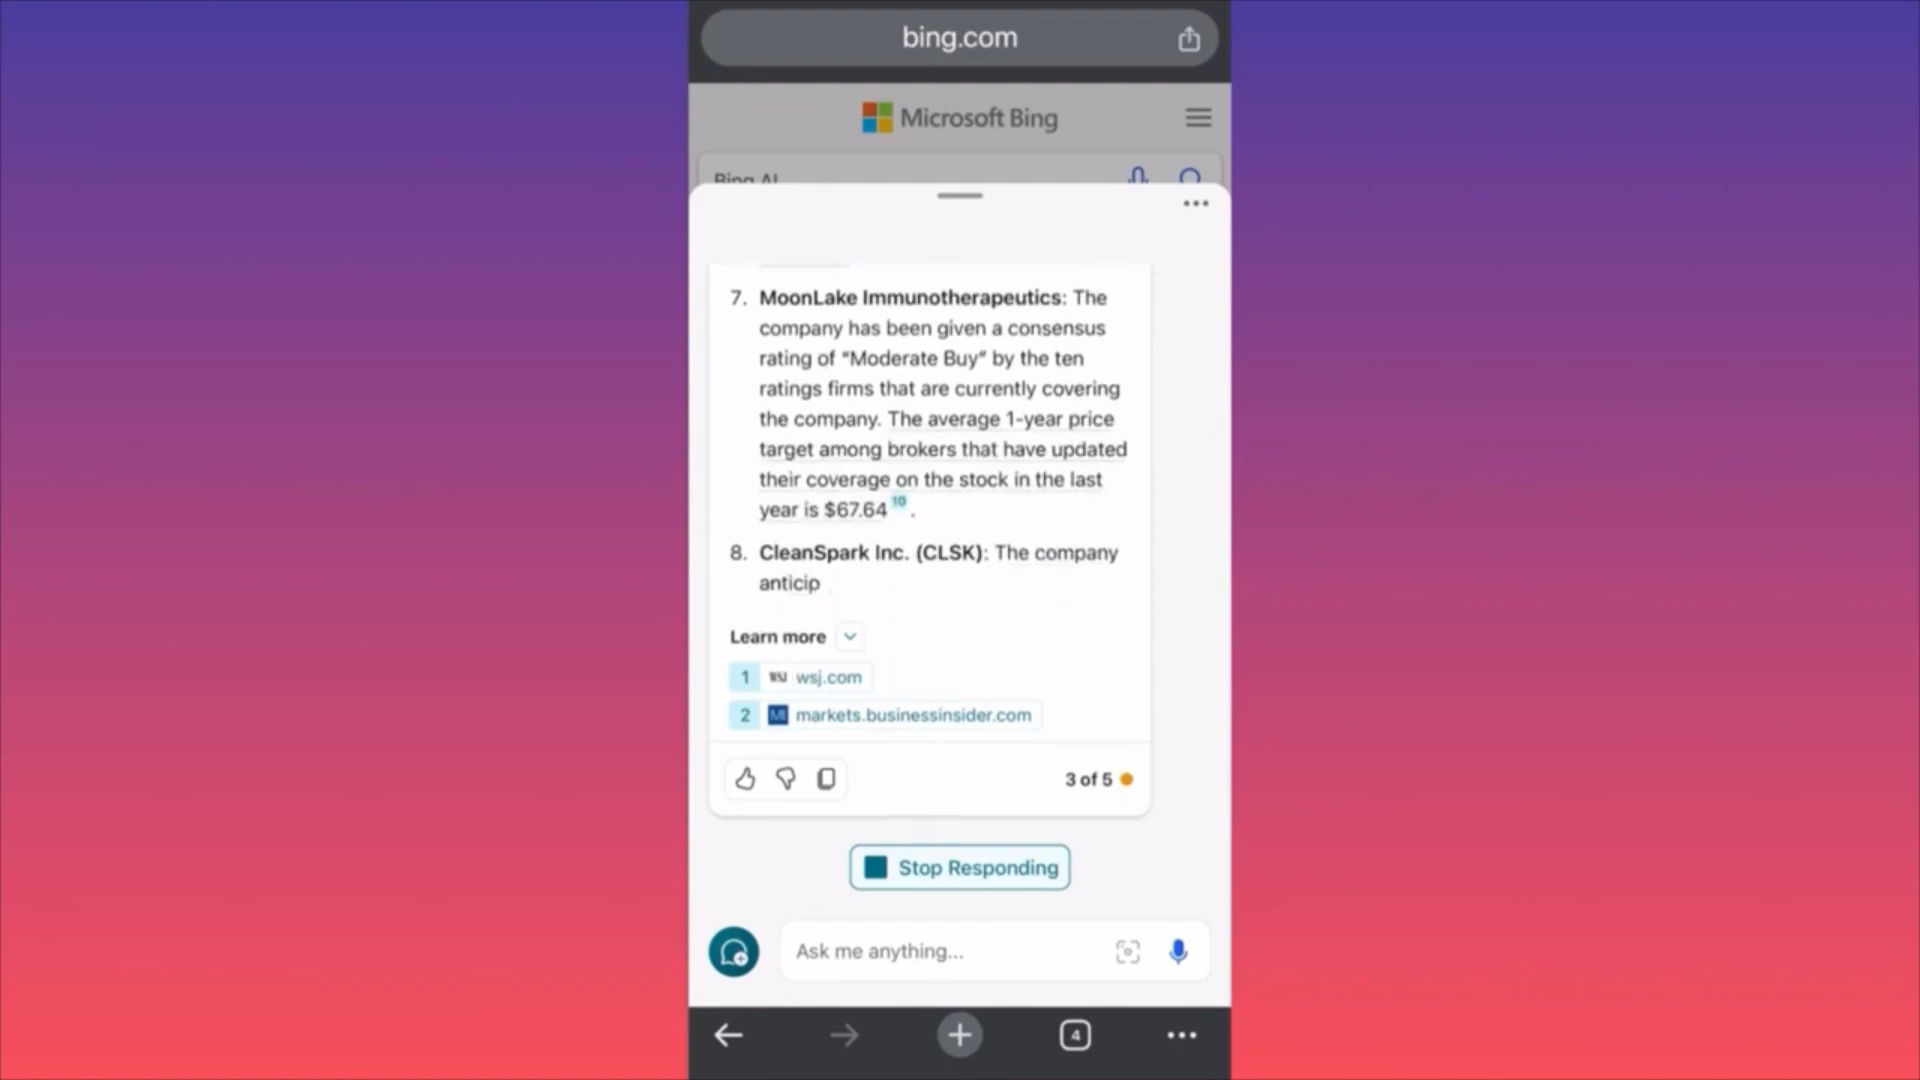 bing.com
Microsoft Bing
Bing AI
7. MoonLake Immunotherapeutics: The
company has been given a consensus
rating of “Moderate Buy” by the ten
ratings firms that are currently covering
the company. The average 1-year price
target among brokers that have updated
their coverage on the stock in the last
year is $67.64 10 .
8. CleanSpark Inc. (CLSK): The company
anticip
Learn more
1 WSJ wsj.com
2 MI markets.businessinsider.com
3 of 5
Stop Responding
Ask me anything...
4